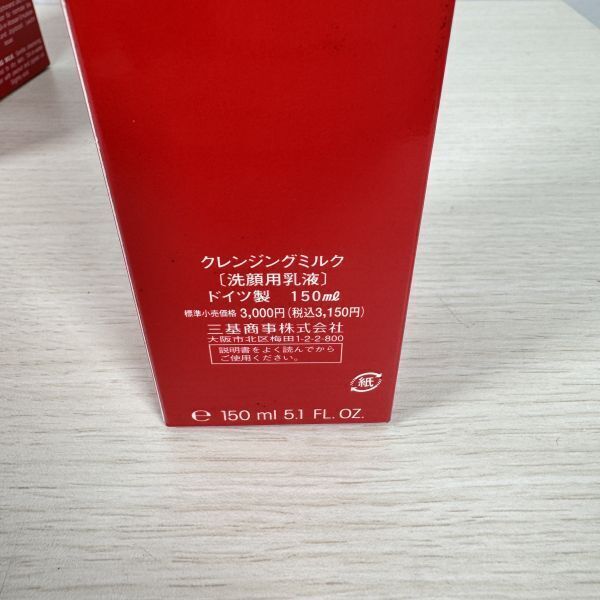 クレンジングミルク
〔洗顔用乳液〕
ドイツ製 150ml
標準小売価格 3,000円(税込3,150円)
三基商事株式会社
大阪市北区梅田1-2-2-800
説明書をよく読んでから
ご使用ください。
紙
℮ 150 ml 5.1 FL. OZ.